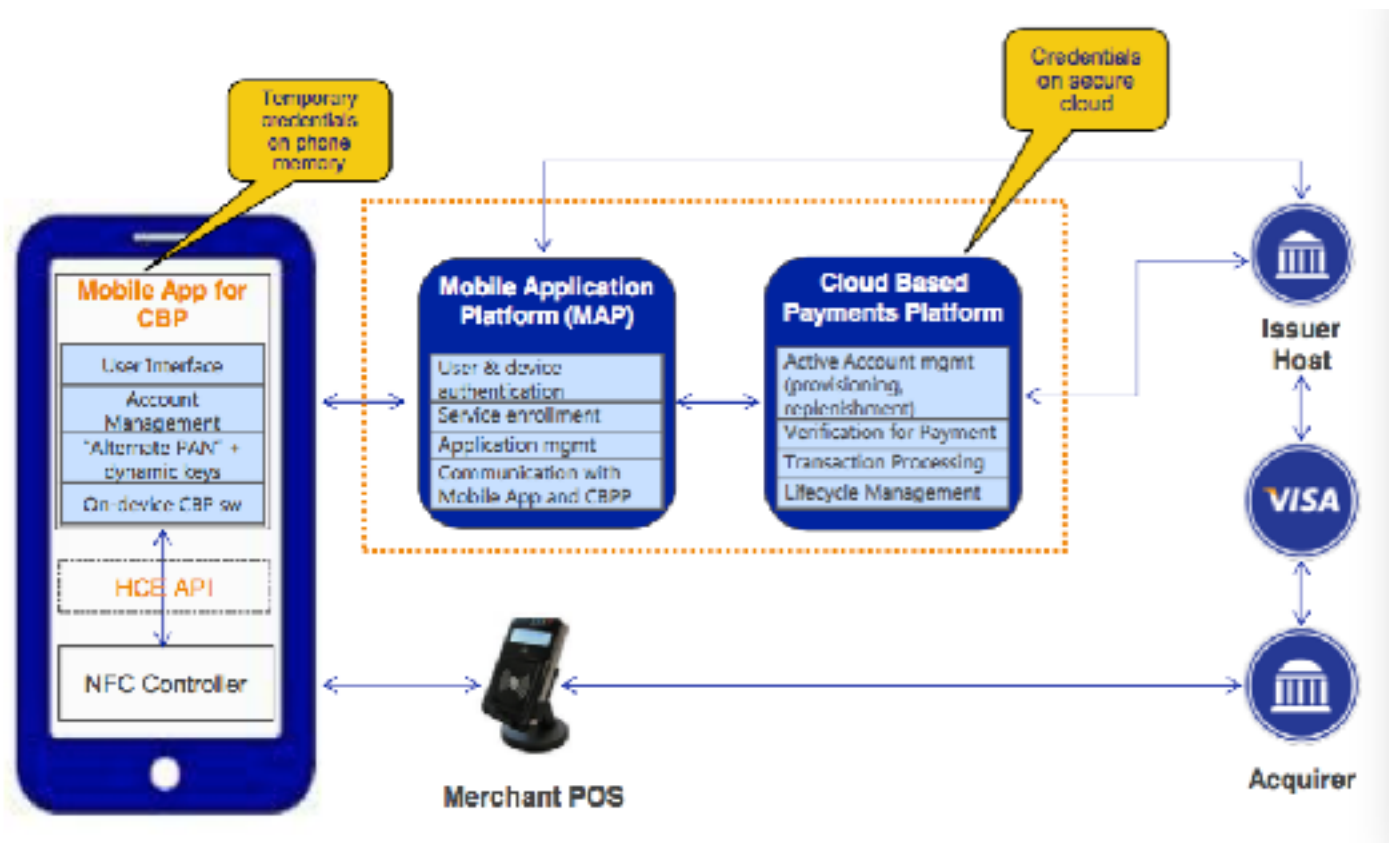 Temporary
credentials
on phone
memory
Credentials
on secure
cloud
Mobile App for
CBP
User Interface
Account
Management
"Alternate PAN" +
dynamic keys
On-device CBP sw
HCE API
NFC Controller
Mobile Application
Platform (MAP)
User & device
authentication
Service enrollment
Application mgmt
Communication with
Mobile App and CBPP
Cloud Based
Payments Platform
Active Account mgmt
(provisioning,
replenishment)
Verification for Payment
Transaction Processing
Lifecycle Management
Issuer
Host
VISA
Acquirer
Merchant POS